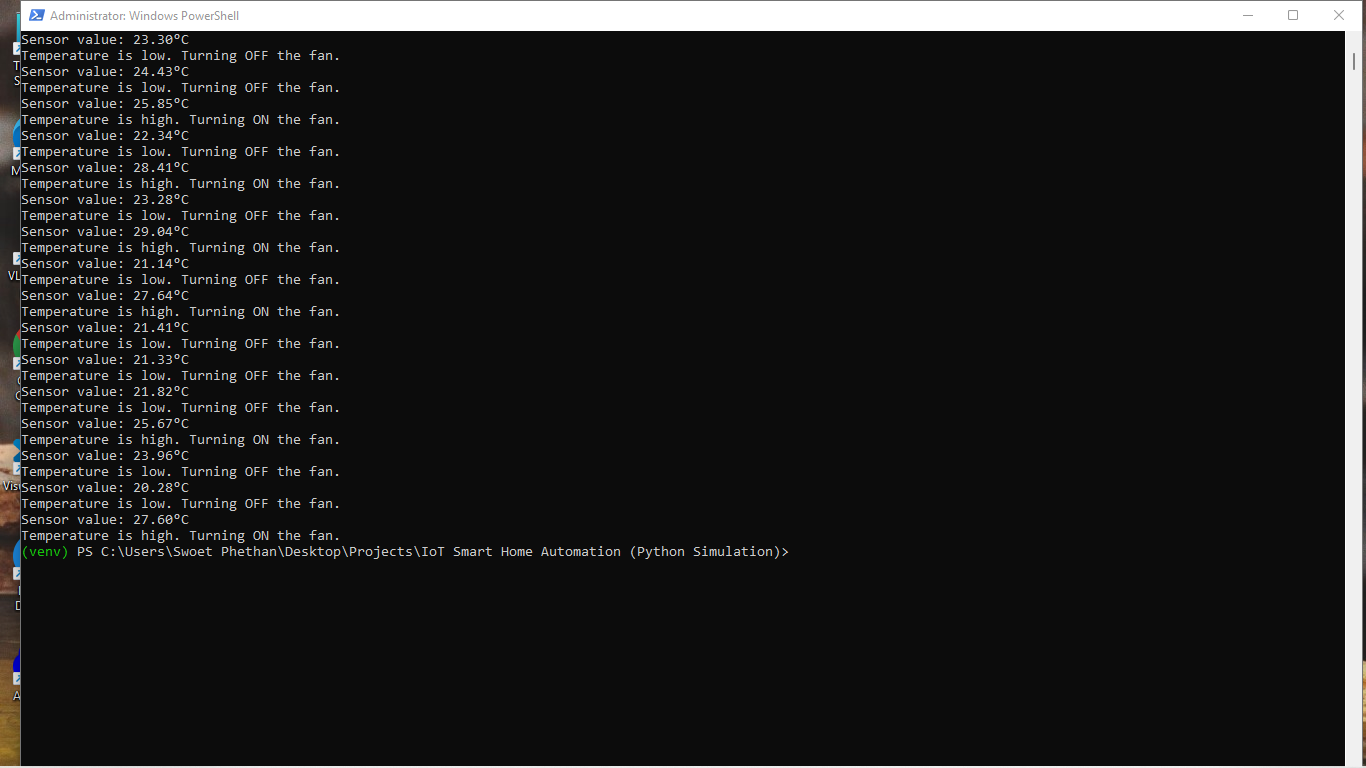 Administrator: Windows PowerShell
Sensor value: 23.30°C
Temperature is low. Turning OFF the fan.
Sensor value: 24.43°C
Temperature is low. Turning OFF the fan.
Sensor value: 25.85°C
Temperature is high. Turning ON the fan.
Sensor value: 22.34°C
Temperature is low. Turning OFF the fan.
Sensor value: 28.41°C
Temperature is high. Turning ON the fan.
Sensor value: 23.28°C
Temperature is low. Turning OFF the fan.
Sensor value: 29.04°C
Temperature is high. Turning ON the fan.
Sensor value: 21.14°C
Temperature is low. Turning OFF the fan.
Sensor value: 27.64°C
Temperature is high. Turning ON the fan.
Sensor value: 21.41°C
Temperature is low. Turning OFF the fan.
Sensor value: 21.33°C
Temperature is low. Turning OFF the fan.
Sensor value: 21.82°C
Temperature is low. Turning OFF the fan.
Sensor value: 25.67°C
Temperature is high. Turning ON the fan.
Sensor value: 23.96°C
Temperature is low. Turning OFF the fan.
Sensor value: 20.28°C
Temperature is low. Turning OFF the fan.
Sensor value: 27.60°C
Temperature is high. Turning ON the fan.
(venv) PS C:\Users\Swoet Phethan\Desktop\Projects\IoT Smart Home Automation (Python Simulation)>